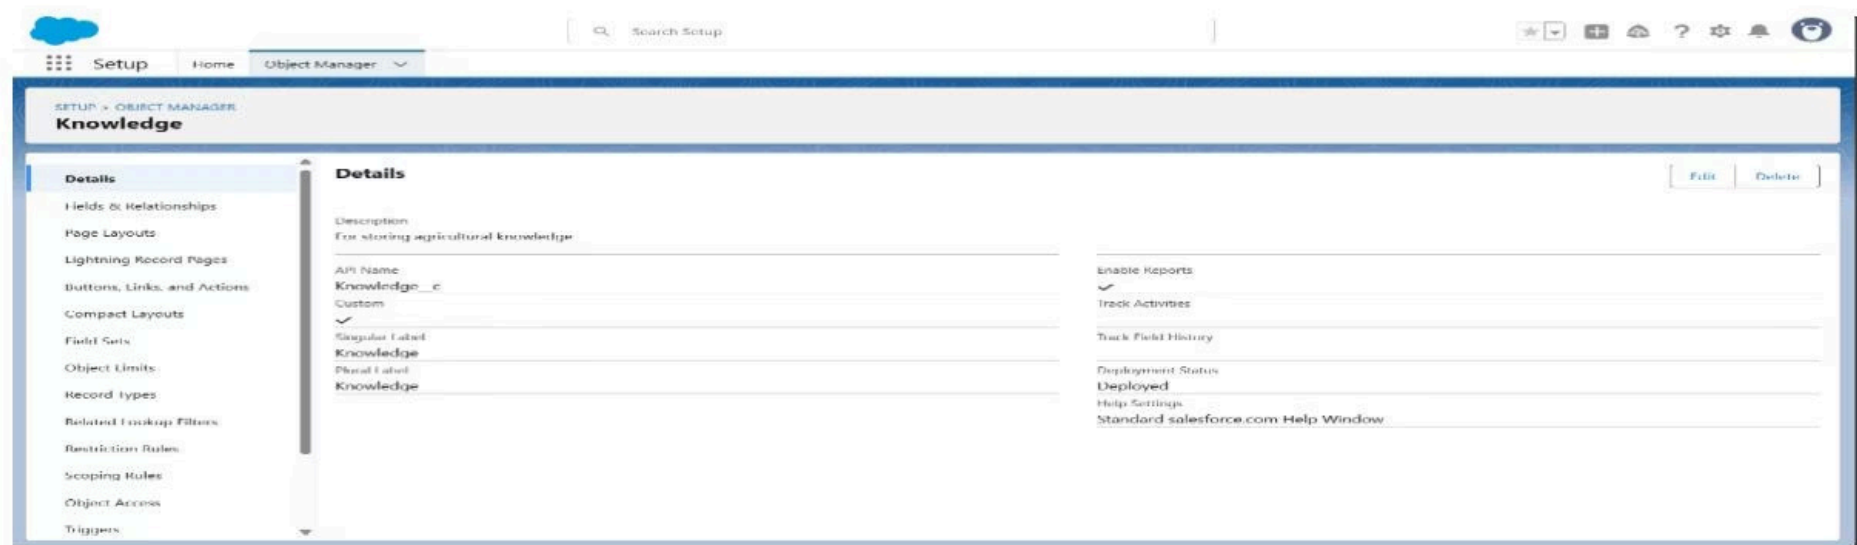 Search Setup
Setup
Home
Object Manager
SETUP > OBJECT MANAGER
Knowledge
Details
Fields & Relationships
Page Layouts
Lightning Record Pages
Buttons, Links, and Actions
Compact Layouts
Field Sets
Object Limits
Record Types
Related Lookup Filters
Restriction Rules
Scoping Rules
Object Access
Triggers
Details
Edit
Delete
Description
For storing agricultural knowledge
API Name
Knowledge__c
Custom
Singular Label
Knowledge
Plural Label
Knowledge
Enable Reports
Track Activities
Track Field History
Deployment Status
Deployed
Help Settings
Standard salesforce.com Help Window